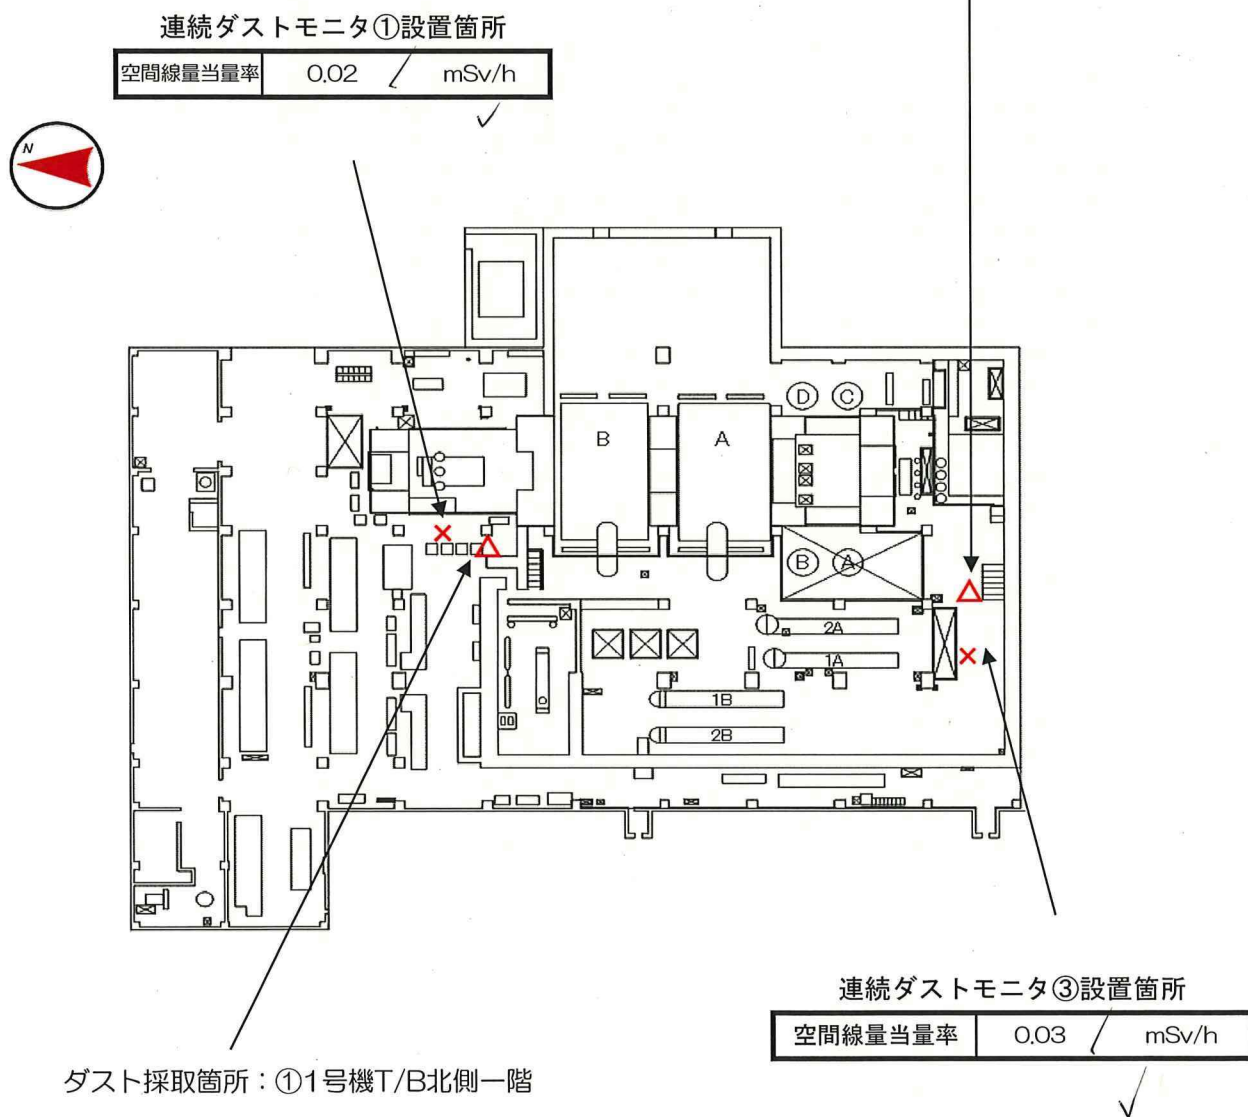 連続ダストモニタ①設置箇所
空間線量当量率 0.02 mSv/h
N
D C
B A
B A
2A
1A
1B
2B
連続ダストモニタ③設置箇所
空間線量当量率 0.03 mSv/h
ダスト採取箇所：①1号機T/B北側一階